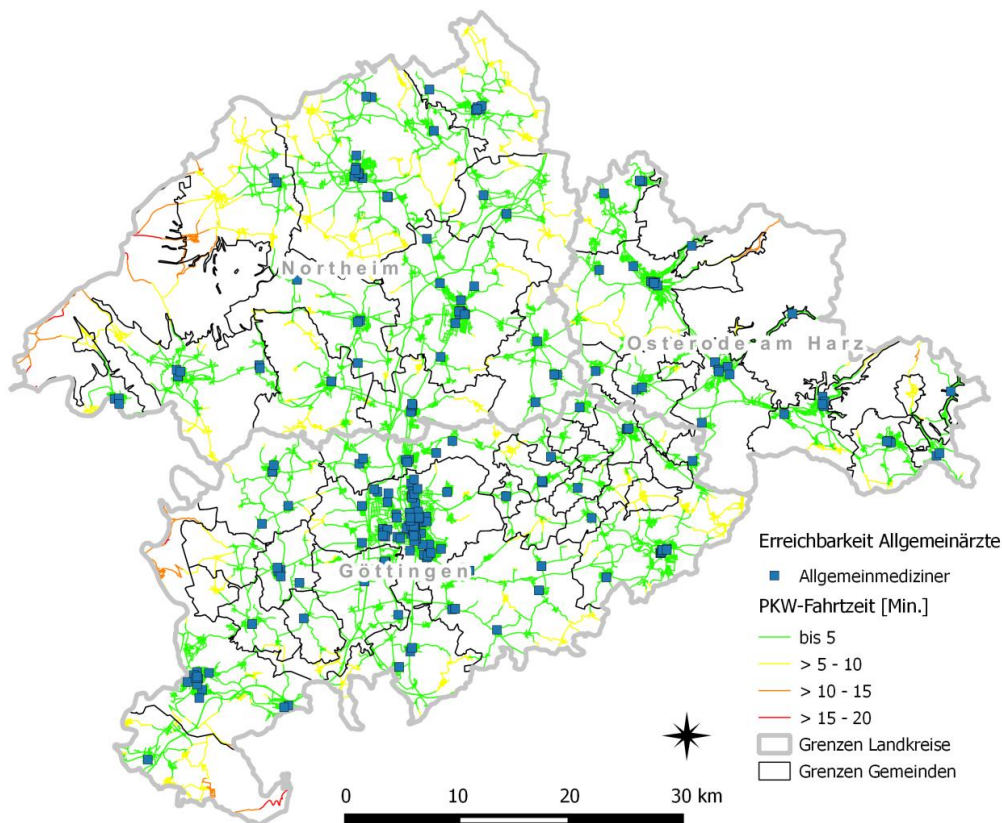 Northeim
Osterode am Harz
Göttingen
Erreichbarkeit Allgemeinärzte
Allgemeinmediziner
PKW-Fahrtzeit [Min.]
bis 5
> 5 - 10
> 10 - 15
> 15 - 20
Grenzen Landkreise
Grenzen Gemeinden
0 10 20 30 km